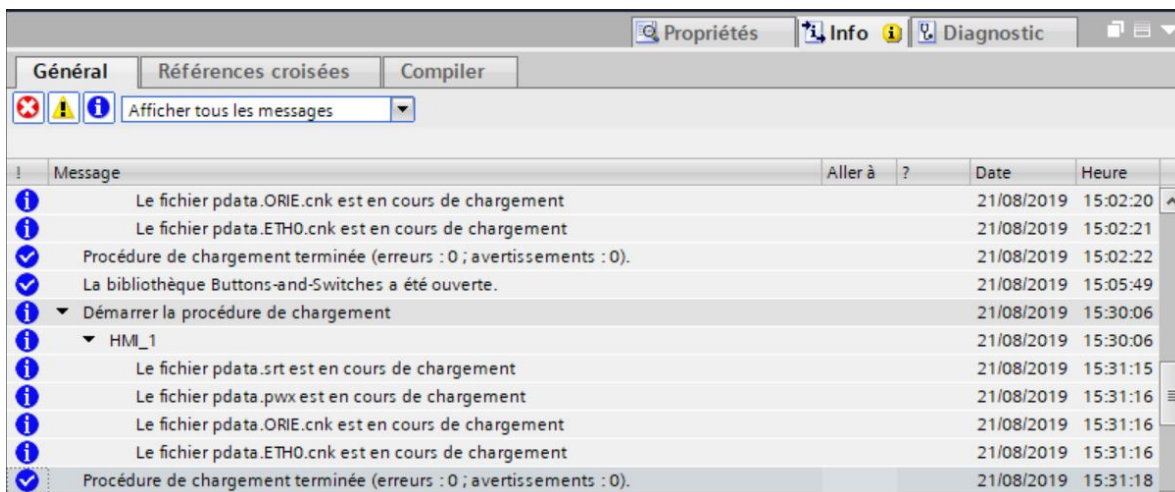 Propriétés Info Diagnostic
Général Références croisées Compiler
Afficher tous les messages
! Message Aller à ? Date Heure
Le fichier pdata.ORIE.cnk est en cours de chargement 21/08/2019 15:02:20
Le fichier pdata.ETH0.cnk est en cours de chargement 21/08/2019 15:02:21
Procédure de chargement terminée (erreurs : 0 ; avertissements : 0). 21/08/2019 15:02:22
La bibliothèque Buttons-and-Switches a été ouverte. 21/08/2019 15:05:49
Démarrer la procédure de chargement 21/08/2019 15:30:06
HMI_1 21/08/2019 15:30:06
Le fichier pdata.srt est en cours de chargement 21/08/2019 15:31:15
Le fichier pdata.pwx est en cours de chargement 21/08/2019 15:31:16
Le fichier pdata.ORIE.cnk est en cours de chargement 21/08/2019 15:31:16
Le fichier pdata.ETH0.cnk est en cours de chargement 21/08/2019 15:31:16
Procédure de chargement terminée (erreurs : 0 ; avertissements : 0). 21/08/2019 15:31:18